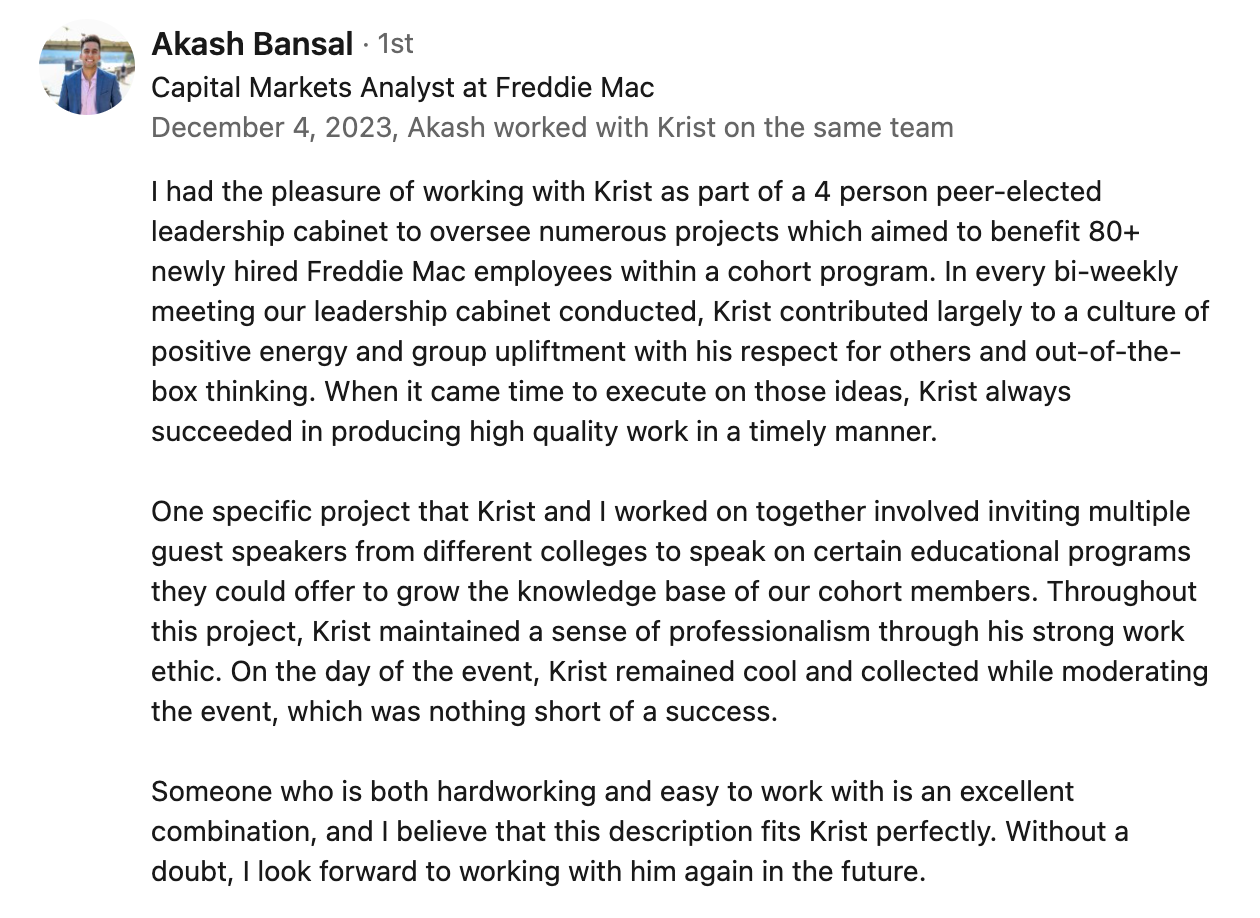 Akash Bansal · 1st
Capital Markets Analyst at Freddie Mac
December 4, 2023, Akash worked with Krist on the same team
I had the pleasure of working with Krist as part of a 4 person peer-elected
leadership cabinet to oversee numerous projects which aimed to benefit 80+
newly hired Freddie Mac employees within a cohort program. In every bi-weekly
meeting our leadership cabinet conducted, Krist contributed largely to a culture of
positive energy and group upliftment with his respect for others and out-of-the-
box thinking. When it came time to execute on those ideas, Krist always
succeeded in producing high quality work in a timely manner.
One specific project that Krist and I worked on together involved inviting multiple
guest speakers from different colleges to speak on certain educational programs
they could offer to grow the knowledge base of our cohort members. Throughout
this project, Krist maintained a sense of professionalism through his strong work
ethic. On the day of the event, Krist remained cool and collected while moderating
the event, which was nothing short of a success.
Someone who is both hardworking and easy to work with is an excellent
combination, and I believe that this description fits Krist perfectly. Without a
doubt, I look forward to working with him again in the future.